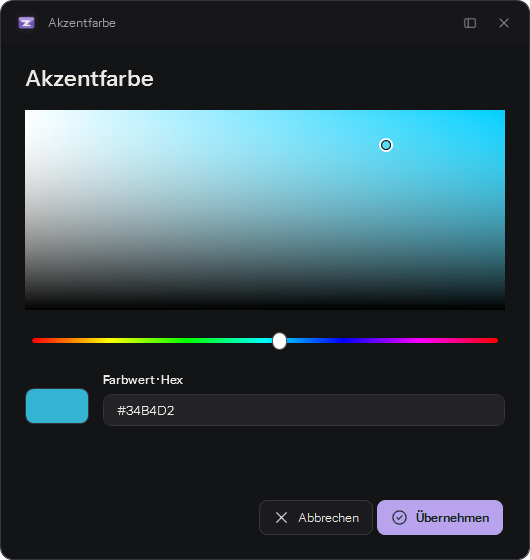 Akzentfarbe
Akzentfarbe
Farbwert·Hex
#34B4D2
Abbrechen
Übernehmen